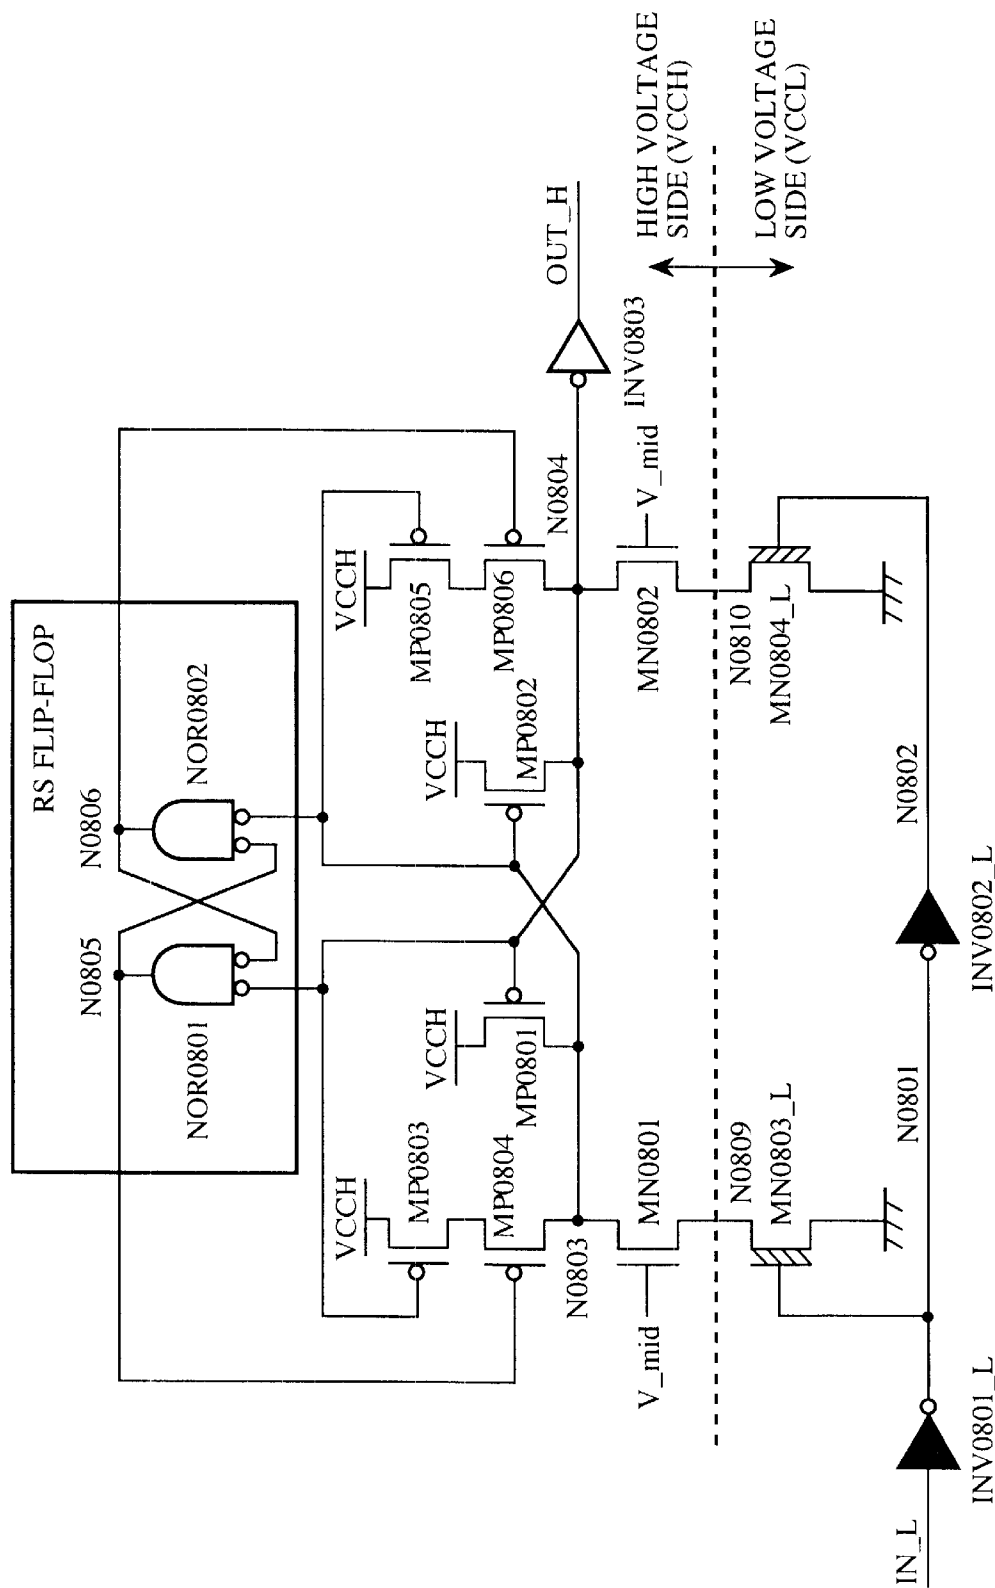 RS FLIP-FLOP
N0805
N0806
NOR0801
NOR0802
VCCH
MP0803
MP0804
N0803
VCCH
MP0801
VCCH
MP0802
VCCH
MP0805
MP0806
N0804
OUT_H
INV0803
V_mid
MN0801
MN0802
V_mid
HIGH VOLTAGE
SIDE (VCCH)
LOW VOLTAGE
SIDE (VCCL)
N0809
MN0803_L
N0810
MN0804_L
IN_L
INV0801_L
N0801
INV0802_L
N0802